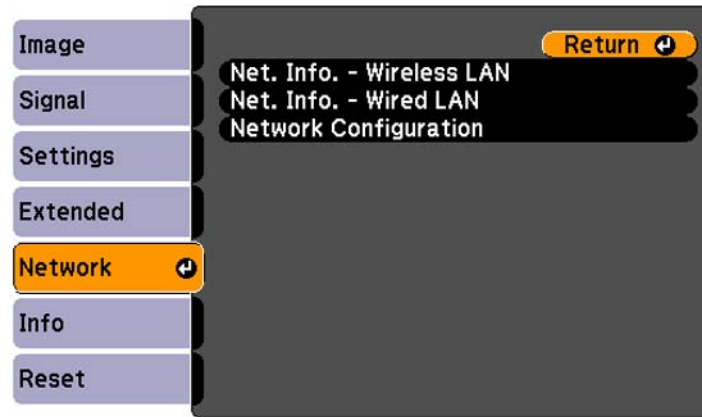 Image
Signal
Settings
Extended
Network
Info
Reset
Return
Net. Info. - Wireless LAN
Net. Info. - Wired LAN
Network Configuration